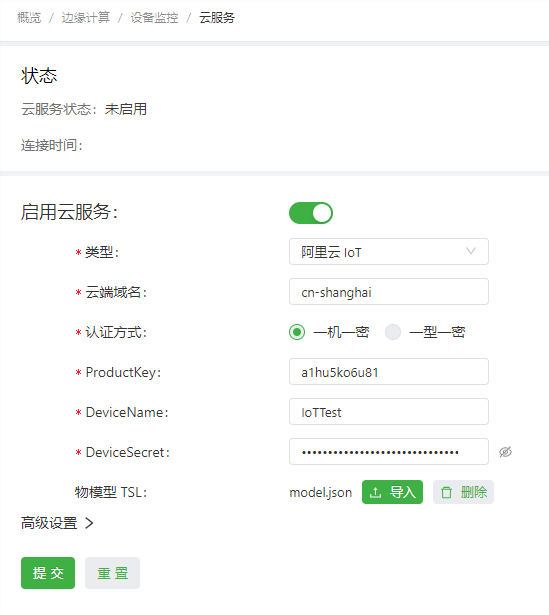 概览 / 边缘计算 / 设备监控 / 云服务
状态
云服务状态: 未启用
连接时间:
启用云服务:
* 类型: 阿里云 IoT
* 云端域名: cn-shanghai
* 认证方式: 一机一密 一型一密
* ProductKey: a1hu5ko6u81
* DeviceName: IoTTest
* DeviceSecret: ••••••••••••••••••••••••••••••••
物模型 TSL: model.json 导入 删除
高级设置 >
提 交 重 置